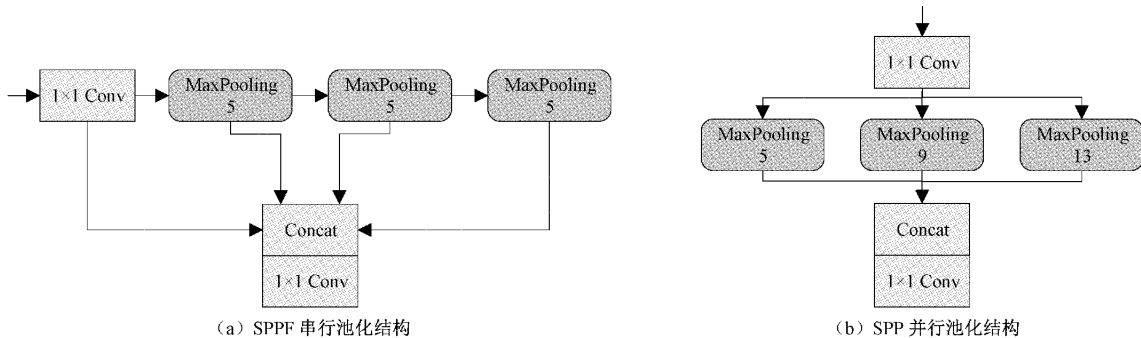 1×1 Conv
MaxPooling
5
MaxPooling
5
MaxPooling
5
Concat
1×1 Conv
（a）SPPF 串行池化结构
1×1 Conv
MaxPooling
5
MaxPooling
9
MaxPooling
13
Concat
1×1 Conv
（b）SPP 并行池化结构